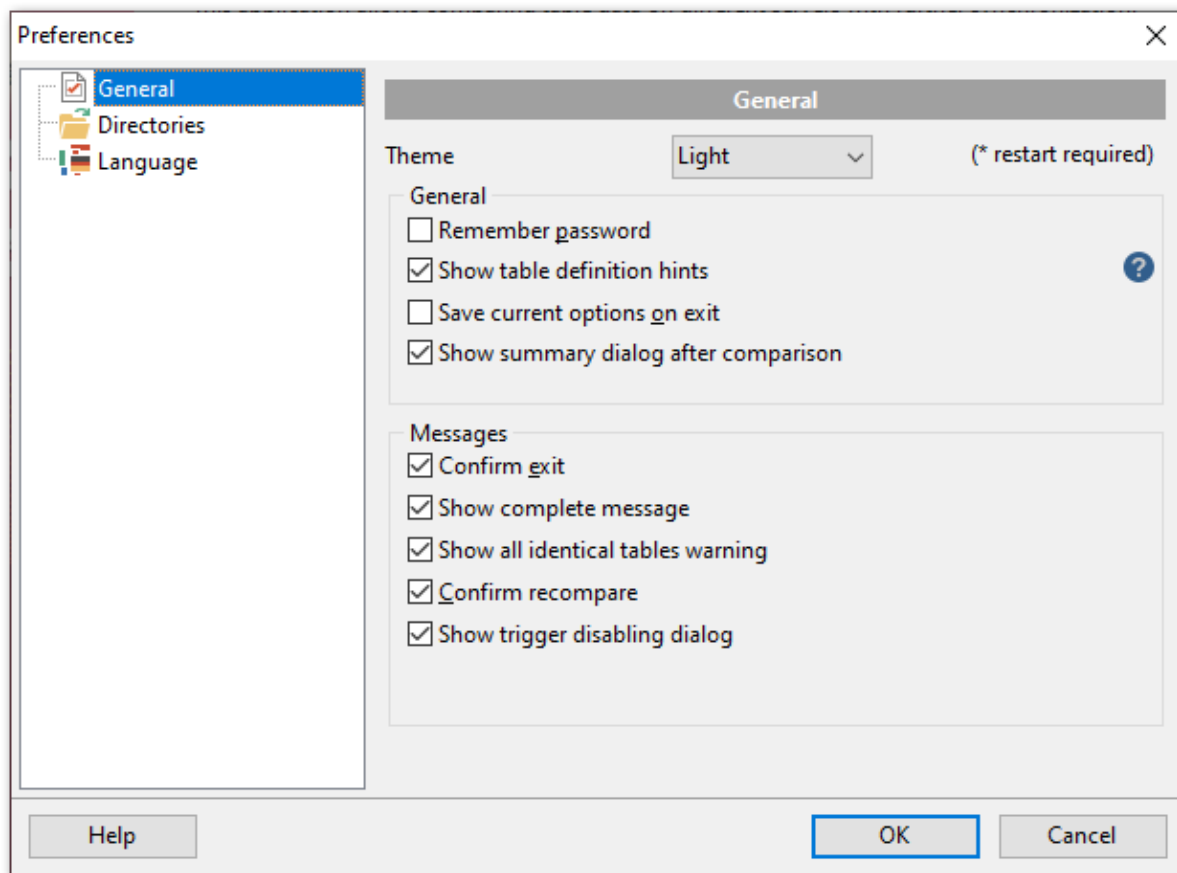 Preferences
General
Directories
Language
General
Theme
Light
(* restart required)
General
Remember password
Show table definition hints
?
Save current options on exit
Show summary dialog after comparison
Messages
Confirm exit
Show complete message
Show all identical tables warning
Confirm recompare
Show trigger disabling dialog
Help
OK
Cancel